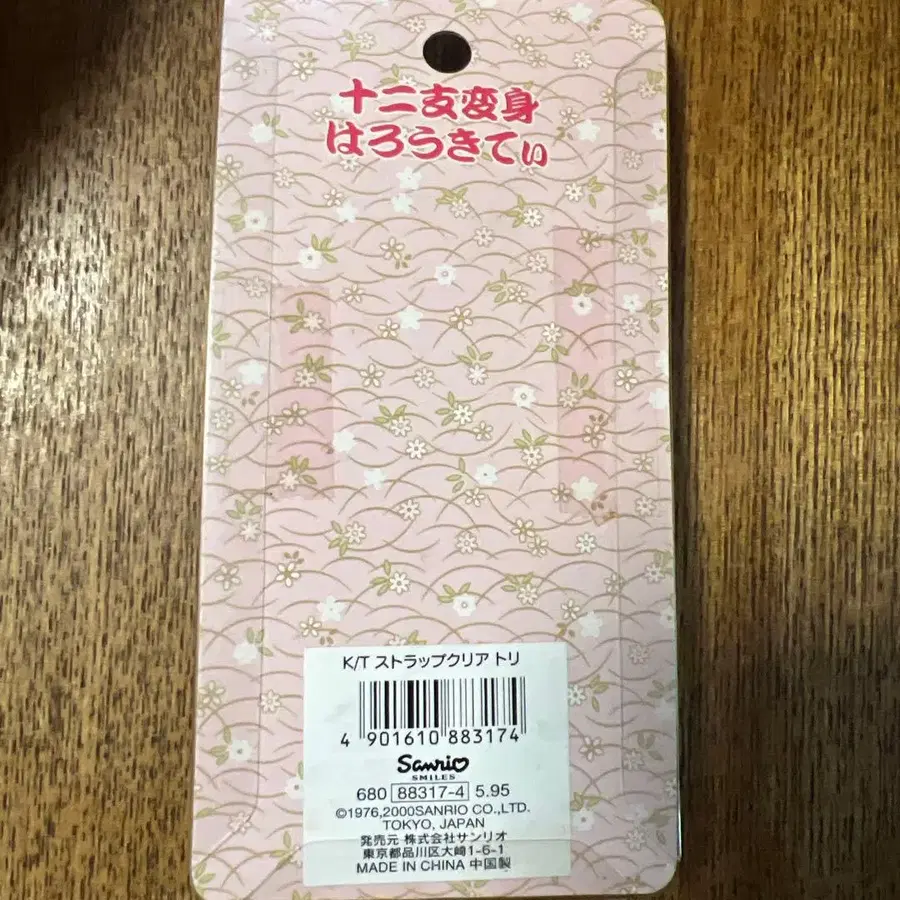 十二支変身
はろうきてぃ
K/T ストラップクリア トリ
4 901610 883174
Sanrio
SMILES
680 88317-4 5.95
©1976,2000SANRIO CO.,LTD.
TOKYO, JAPAN
発売元 株式会社サンリオ
東京都品川区大崎1-6-1
MADE IN CHINA 中国製